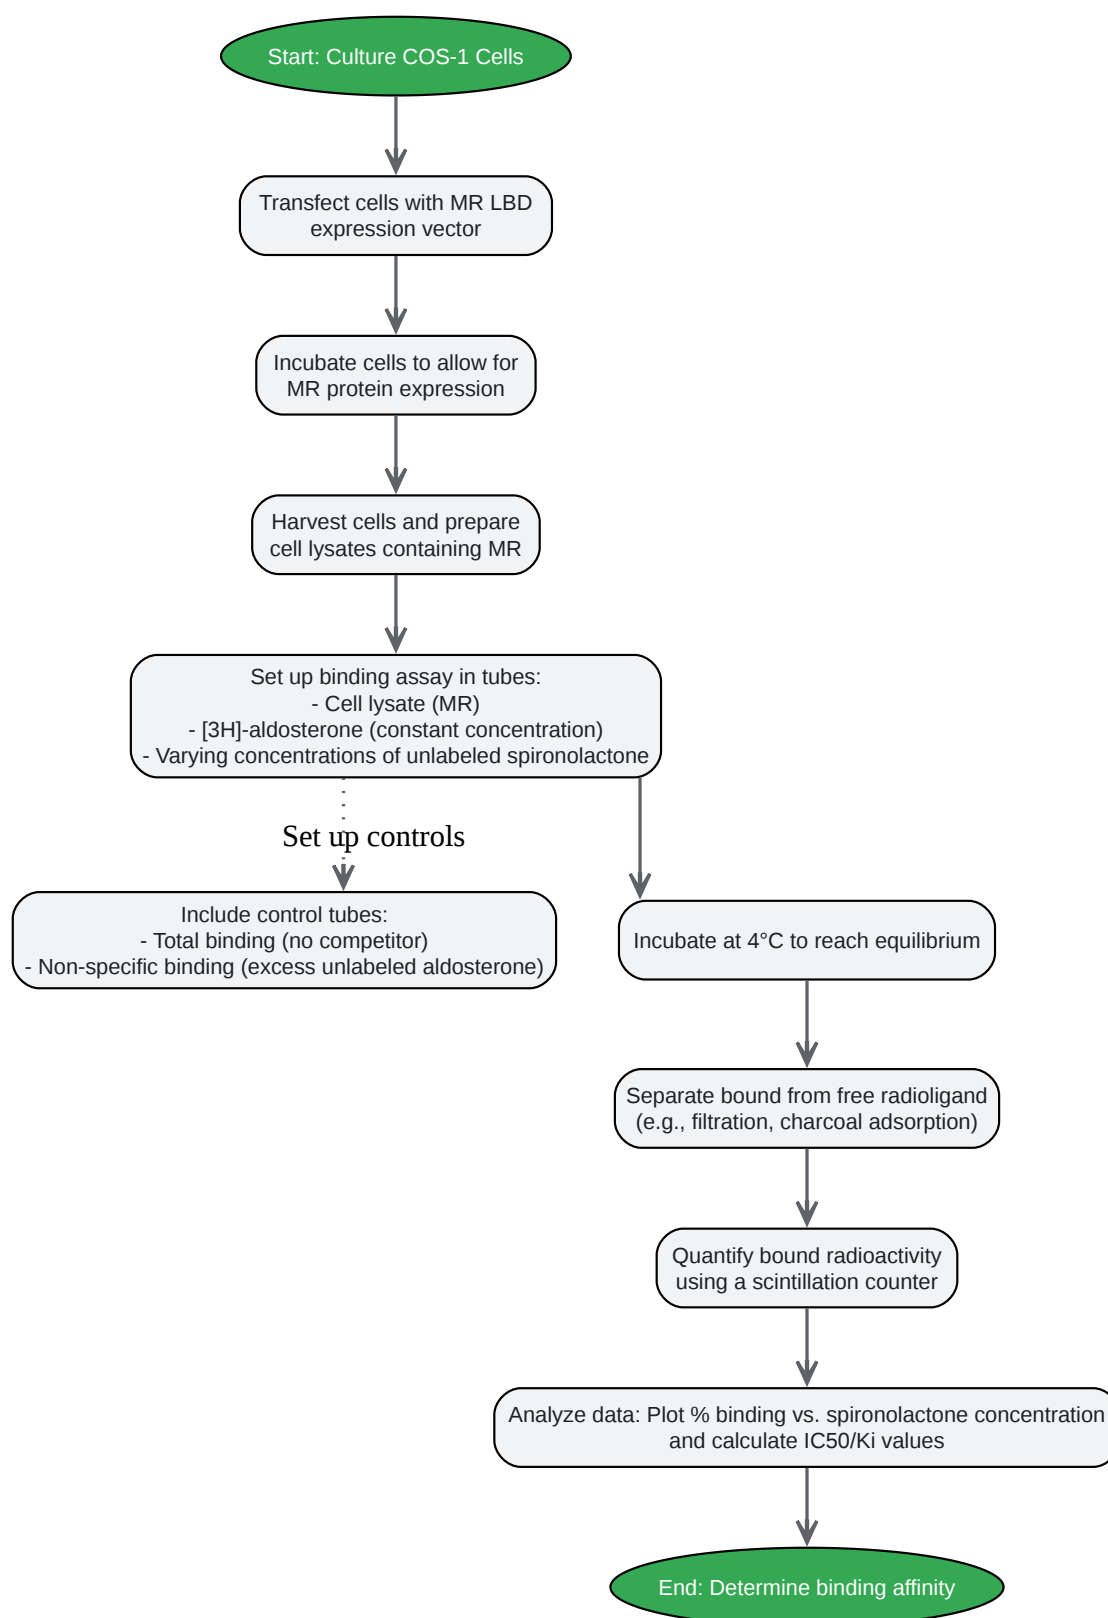 Start: Culture COS-1 Cells
Transfect cells with MR LBD
expression vector
Incubate cells to allow for
MR protein expression
Harvest cells and prepare
cell lysates containing MR
Set up binding assay in tubes:
- Cell lysate (MR)
- [3H]-aldosterone (constant concentration)
- Varying concentrations of unlabeled spironolactone
Set up controls
Include control tubes:
- Total binding (no competitor)
- Non-specific binding (excess unlabeled aldosterone)
Incubate at 4°C to reach equilibrium
Separate bound from free radioligand
(e.g., filtration, charcoal adsorption)
Quantify bound radioactivity
using a scintillation counter
Analyze data: Plot % binding vs. spironolactone concentration
and calculate IC50/Ki values
End: Determine binding affinity